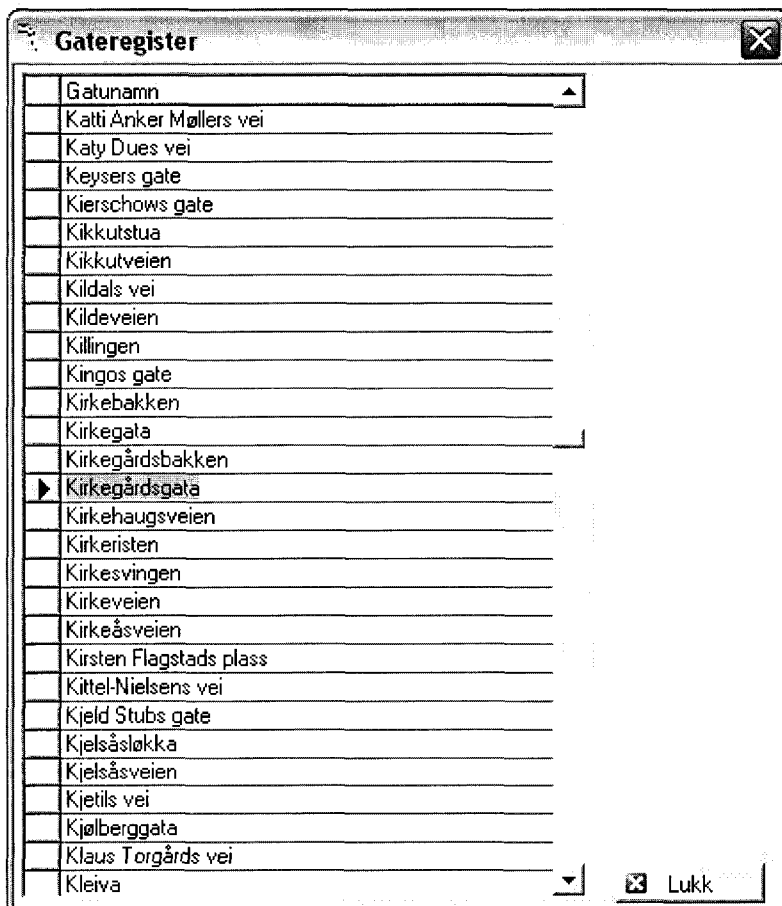 Gateregister
Gatunamn
Katti Anker Møllers vei
Katy Dues vei
Keysers gate
Kierschows gate
Kikkutstua
Kikkutveien
Kildals vei
Kildeveien
Killingen
Kingos gate
Kirkebakken
Kirkegata
Kirkegårdsbakken
Kirkegårdsgata
Kirkehaugsveien
Kirkeristen
Kirkesvingen
Kirkeveien
Kirkeåsveien
Kirsten Flagstads plass
Kittel-Nielsens vei
Kjeld Stubs gate
Kjelsåsløkka
Kjelsåsveien
Kjetils vei
Kjølberggata
Klaus Torgårds vei
Kleiva
Lukk